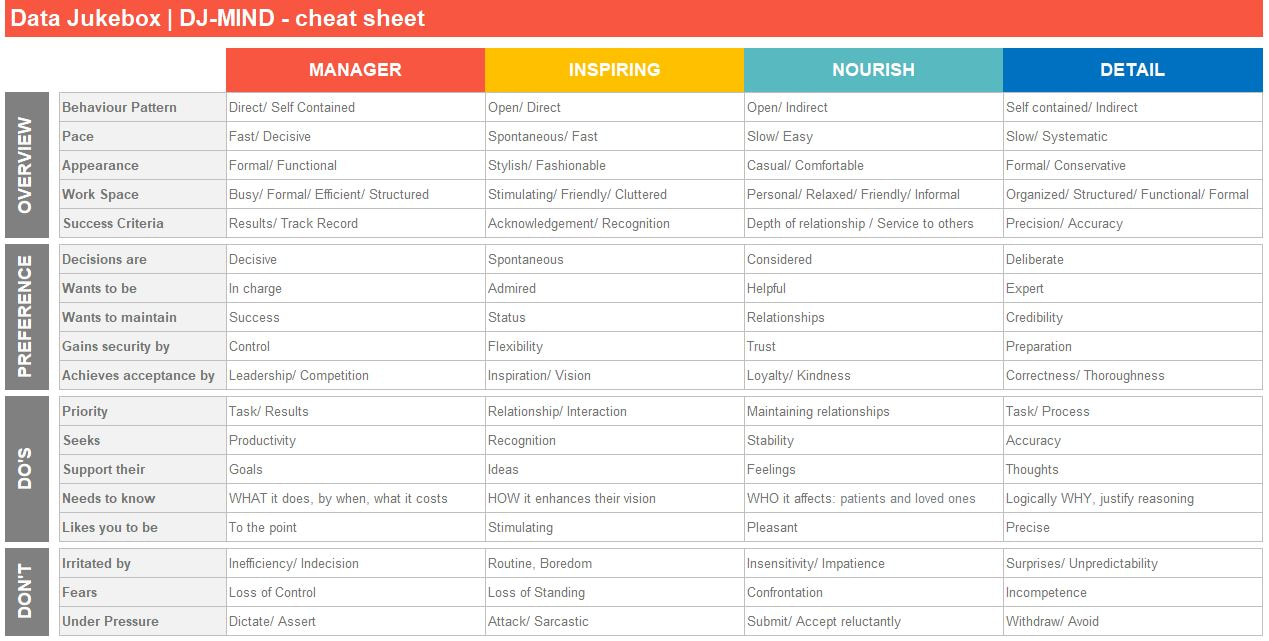 Data Jukebox | DJ-MIND - cheat sheet
MANAGER INSPIRING NOURISH DETAIL
OVERVIEW
Behaviour Pattern Direct/ Self Contained Open/ Direct Open/ Indirect Self contained/ Indirect
Pace Fast/ Decisive Spontaneous/ Fast Slow/ Easy Slow/ Systematic
Appearance Formal/ Functional Stylish/ Fashionable Casual/ Comfortable Formal/ Conservative
Work Space Busy/ Formal/ Efficient/ Structured Stimulating/ Friendly/ Cluttered Personal/ Relaxed/ Friendly/ Informal Organized/ Structured/ Functional/ Formal
Success Criteria Results/ Track Record Acknowledgement/ Recognition Depth of relationship / Service to others Precision/ Accuracy
PREFERENCE
Decisions are Decisive Spontaneous Considered Deliberate
Wants to be In charge Admired Helpful Expert
Wants to maintain Success Status Relationships Credibility
Gains security by Control Flexibility Trust Preparation
Achieves acceptance by Leadership/ Competition Inspiration/ Vision Loyalty/ Kindness Correctness/ Thoroughness
DO'S
Priority Task/ Results Relationship/ Interaction Maintaining relationships Task/ Process
Seeks Productivity Recognition Stability Accuracy
Support their Goals Ideas Feelings Thoughts
Needs to know WHAT it does, by when, what it costs HOW it enhances their vision WHO it affects: patients and loved ones Logically WHY, justify reasoning
Likes you to be To the point Stimulating Pleasant Precise
DON'T
Irritated by Inefficiency/ Indecision Routine, Boredom Insensitivity/ Impatience Surprises/ Unpredictability
Fears Loss of Control Loss of Standing Confrontation Incompetence
Under Pressure Dictate/ Assert Attack/ Sarcastic Submit/ Accept reluctantly Withdraw/ Avoid